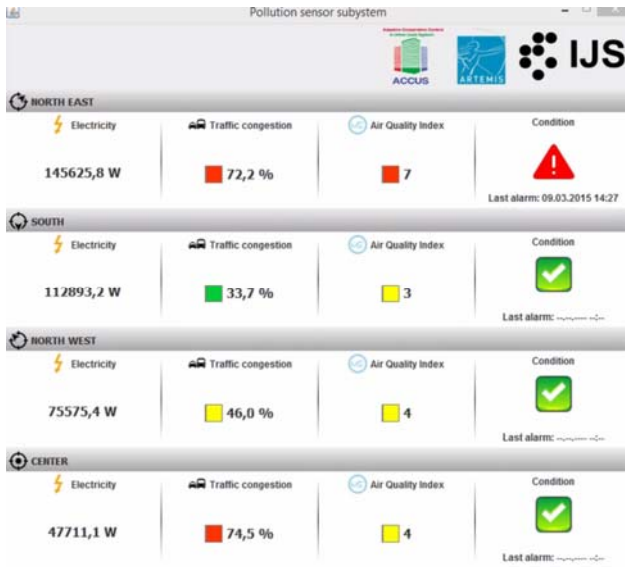 Pollution sensor subystem
ACCUS
ARTEMIS
IJS
NORTH EAST
Electricity Traffic congestion Air Quality Index Condition
145625,8 W 72,2 % 7
Last alarm: 09.03.2015 14:27
SOUTH
Electricity Traffic congestion Air Quality Index Condition
112893,2 W 33,7 % 3
Last alarm: --.--.---- --:--
NORTH WEST
Electricity Traffic congestion Air Quality Index Condition
75575,4 W 46,0 % 4
Last alarm: --.--.---- --:--
CENTER
Electricity Traffic congestion Air Quality Index Condition
47711,1 W 74,5 % 4
Last alarm: --.--.---- --:--